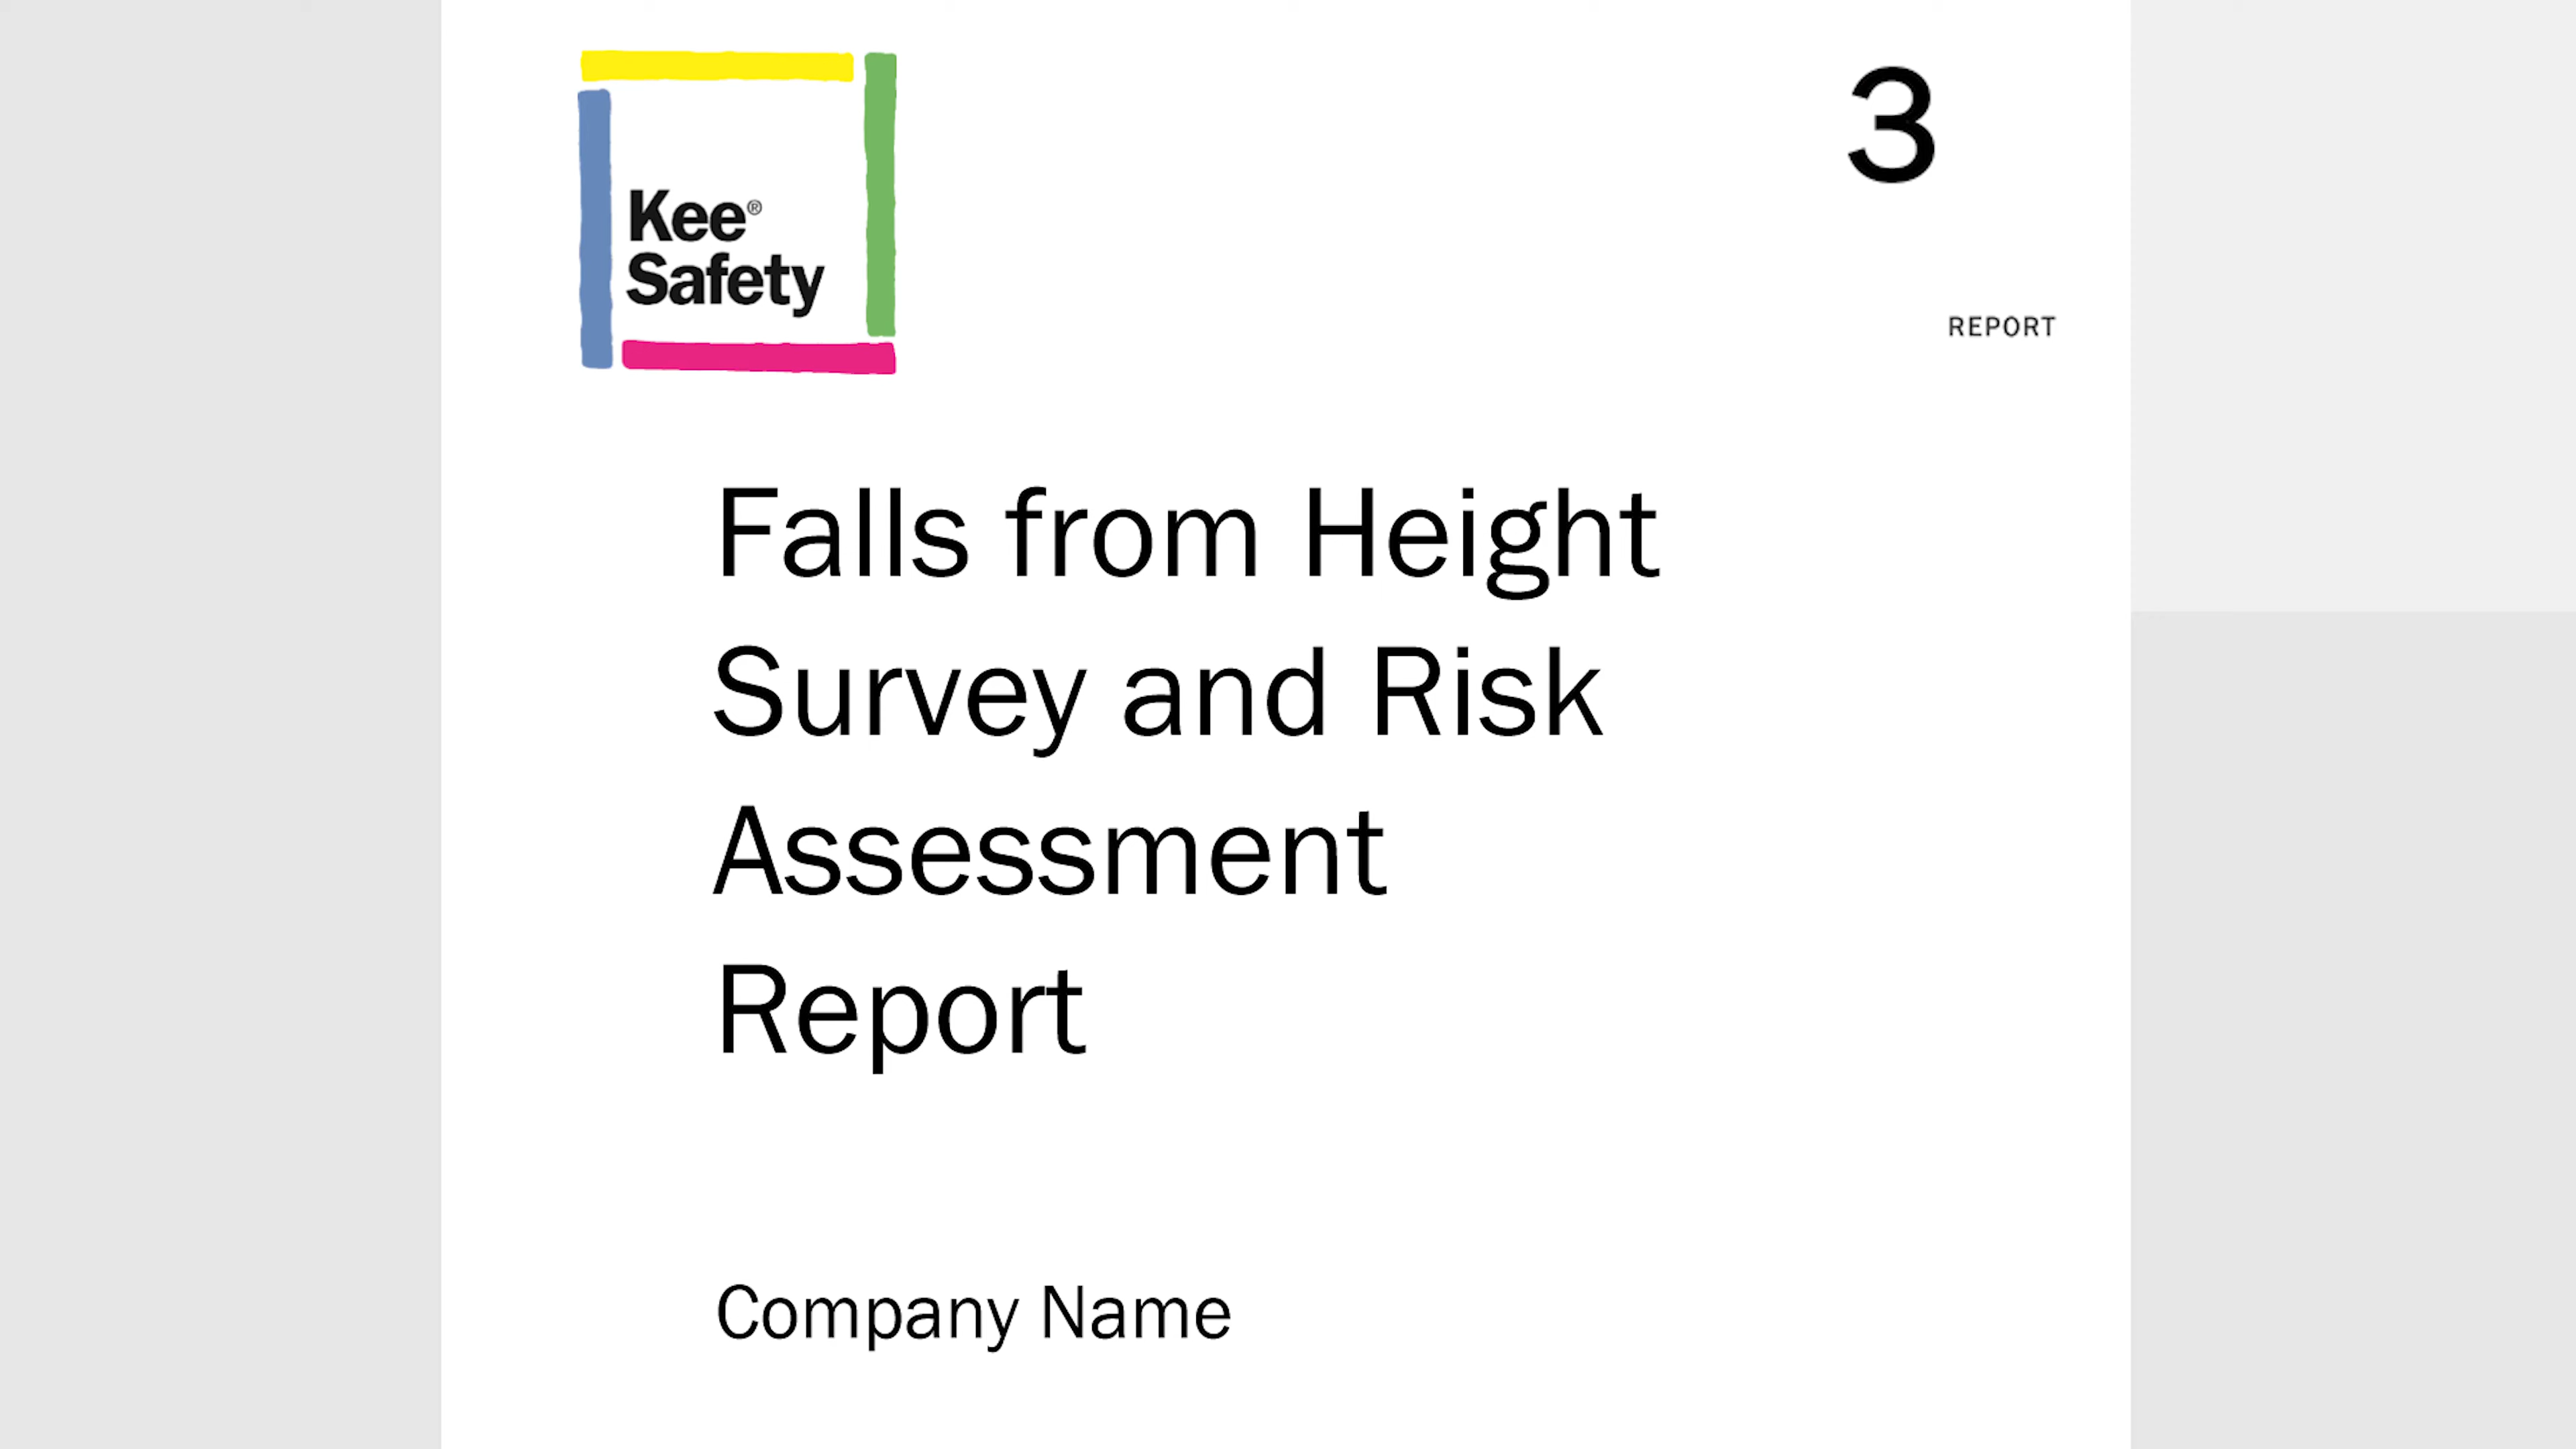 Kee®
Safety
3
REPORT
Falls from Height
Survey and Risk
Assessment
Report
Company Name